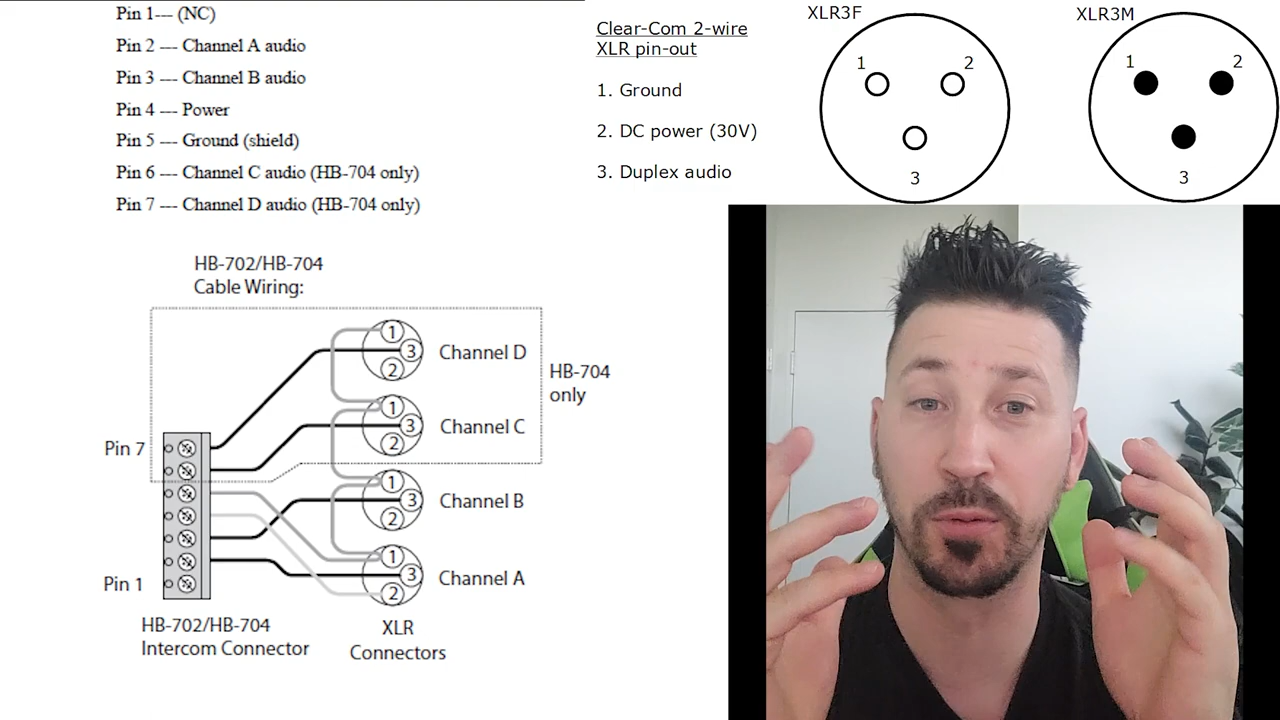 Pin 1--- (NC)
Pin 2 --- Channel A audio
Pin 3 --- Channel B audio
Pin 4 --- Power
Pin 5 --- Ground (shield)
Pin 6 --- Channel C audio (HB-704 only)
Pin 7 --- Channel D audio (HB-704 only)
Clear-Com 2-wire
XLR pin-out
1. Ground
2. DC power (30V)
3. Duplex audio
XLR3F
1
2
3
XLR3M
1
2
3
HB-702/HB-704
Cable Wiring:
1
3
2
Channel D
1
3
2
Channel C
HB-704
only
1
3
2
Channel B
1
3
2
Channel A
Pin 7
Pin 1
HB-702/HB-704
Intercom Connector
XLR
Connectors